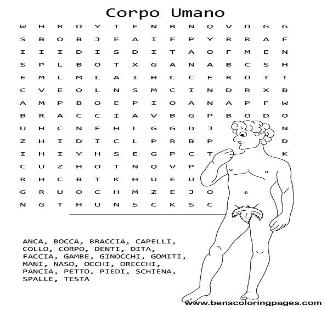 Corpo Umano
W H R D Y T F N R N Q V D G G
S B O B J E A I F P Y R R A F
I I I D I S D I T A O F M E N
S P L B O T X G A N A B C S H
E M L M L A I H C C E R O T T
C V E O L N S M C I N D R X B
A M P B O E P I O A N A P F W
B R A C C I A V B G P B O D O
U H C N F H I G G D J N
Z H I D I C L P R B P D
I H I Y H S E G P C T K
C U Z H O T N Q V P
R H C B T K H U E U
G R U O C H M Z E J O
N G T H U N S C K S C
ANCA, BOCCA, BRACCIA, CAPELLI,
COLLO, CORPO, DENTI, DITA,
FACCIA, GAMBE, GINOCCHI, GOMITI,
MANI, NASO, OCCHI, ORECCHI,
PANCIA, PETTO, PIEDI, SCHIENA,
SPALLE, TESTA
www.benscoloringpages.com